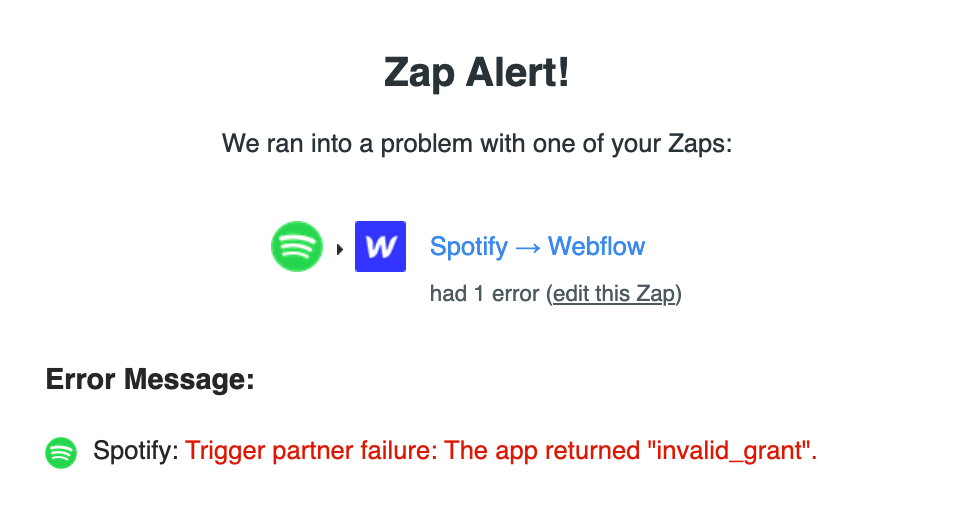 Zap Alert!
We ran into a problem with one of your Zaps:
W
Spotify → Webflow
had 1 error (edit this Zap)
Error Message:
Spotify: Trigger partner failure: The app returned "invalid_grant".